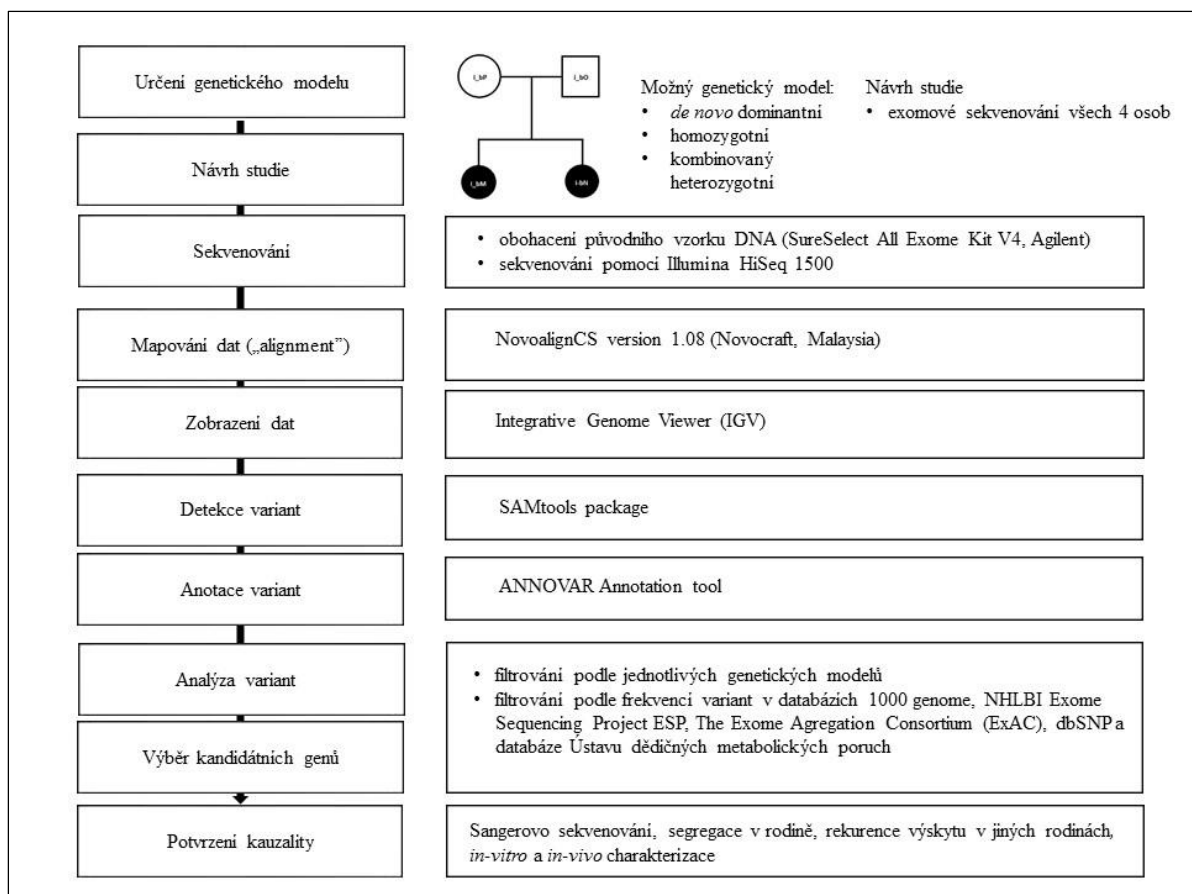 Určení genetického modelu
I_bP
I_bO
Možný genetický model:
• de novo dominantní
• homozygotní
• kombinovaný
heterozygotní
Návrh studie
• exomové sekvenování všech 4 osob
Návrh studie
I_bM
Sekvenování
• obohacení původního vzorku DNA (SureSelect All Exome Kit V4, Agilent)
• sekvenování pomocí Illumina HiSeq 1500
Mapování dat („alignment”)
NovoalignCS version 1.08 (Novocraft, Malaysia)
Zobrazení dat
Integrative Genome Viewer (IGV)
Detekce variant
SAMtools package
Anotace variant
ANNOVAR Annotation tool
Analýza variant
• filtrování podle jednotlivých genetických modelů
• filtrování podle frekvencí variant v databázích 1000 genome, NHLBI Exome
Sequencing Project ESP, The Exome Agregation Consortium (ExAC), dbSNP a
databáze Ústavu dědičných metabolických poruch
Výběr kandidátních genů
Potvrzení kauzality
Sangerovo sekvenování, segregace v rodině, rekurence výskytu v jiných rodinách,
in-vitro a in-vivo charakterizace